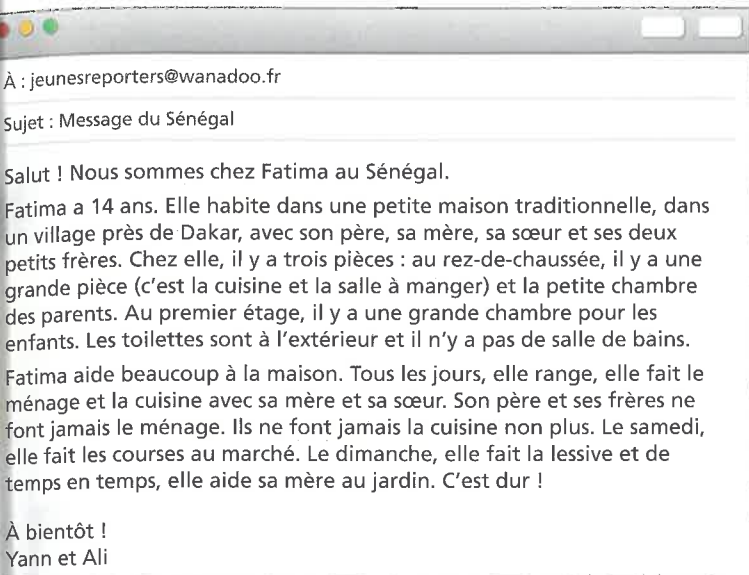 À : jeunesreporters@wanadoo.fr
Sujet : Message du Sénégal
Salut ! Nous sommes chez Fatima au Sénégal.
Fatima a 14 ans. Elle habite dans une petite maison traditionnelle, dans
un village près de Dakar, avec son père, sa mère, sa sœur et ses deux
petits frères. Chez elle, il y a trois pièces : au rez-de-chaussée, il y a une
grande pièce (c'est la cuisine et la salle à manger) et la petite chambre
des parents. Au premier étage, il y a une grande chambre pour les
enfants. Les toilettes sont à l'extérieur et il n'y a pas de salle de bains.
Fatima aide beaucoup à la maison. Tous les jours, elle range, elle fait le
ménage et la cuisine avec sa mère et sa sœur. Son père et ses frères ne
font jamais le ménage. Ils ne font jamais la cuisine non plus. Le samedi,
elle fait les courses au marché. Le dimanche, elle fait la lessive et de
temps en temps, elle aide sa mère au jardin. C'est dur !
À bientôt !
Yann et Ali